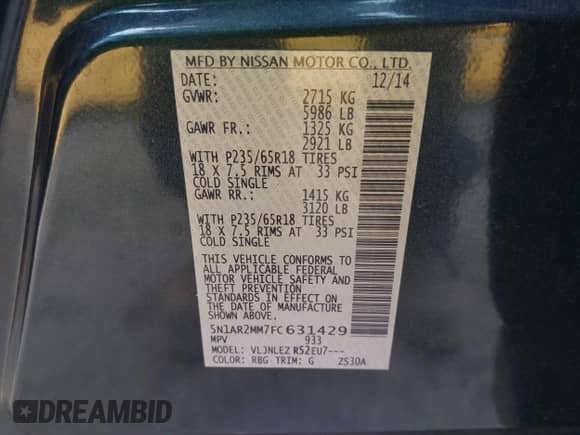 MFD BY NISSAN MOTOR CO., LTD.
DATE: 12/14
GVWR: 2715 KG
5986 LB
GAWR FR.: 1325 KG
2921 LB
WITH P235/65R18 TIRES
18 X 7.5 RIMS AT 33 PSI
COLD SINGLE
GAWR RR.: 1415 KG
3120 LB
WITH P235/65R18 TIRES
18 X 7.5 RIMS AT 33 PSI
COLD SINGLE
THIS VEHICLE CONFORMS TO
ALL APPLICABLE FEDERAL
MOTOR VEHICLE SAFETY AND
THEFT PREVENTION
STANDARDS IN EFFECT ON
THE DATE OF MANUFACTURE
SHOWN ABOVE.
5N1AR2MM7FC631429
MPV 933
MODEL: VLJNLEZ R52EU7---
COLOR: RBG TRIM: G ZS30A
DREAMBID